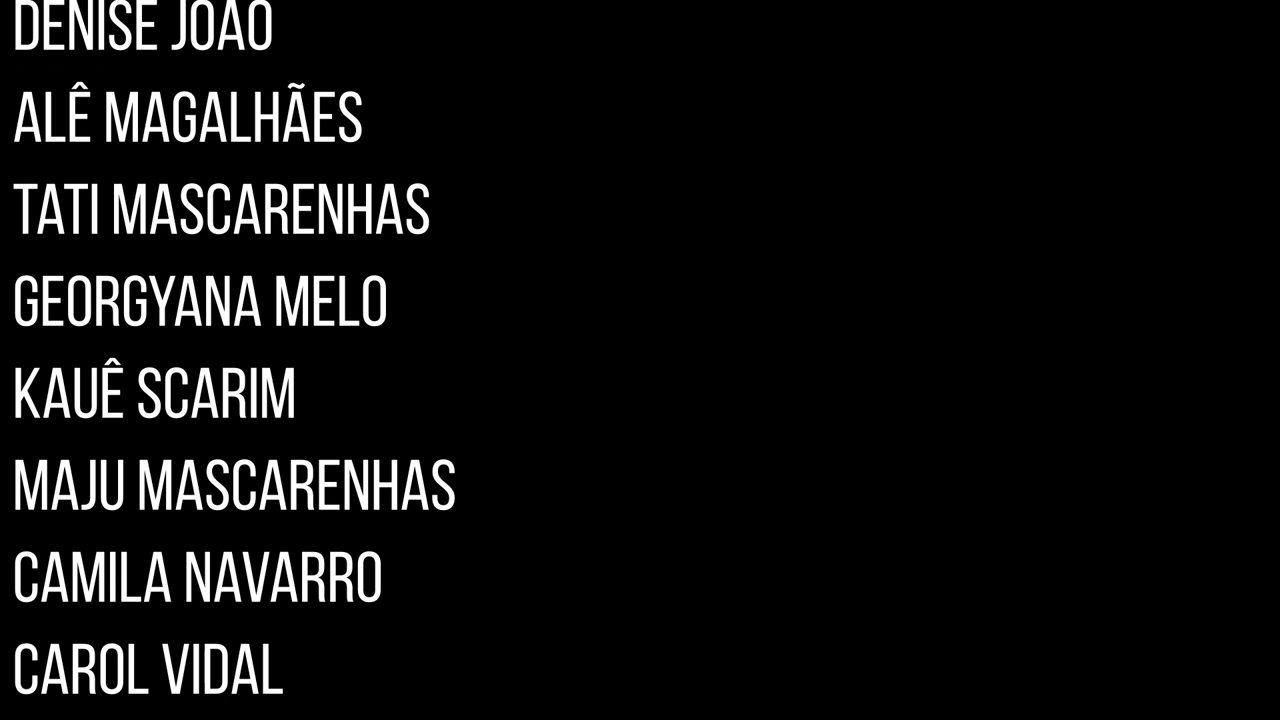 DENISE JOÃO
ALÊ MAGALHÃES
TATI MASCARENHAS
GEORGYANA MELO
KAUÊ SCARIM
MAJU MASCARENHAS
CAMILA NAVARRO
CAROL VIDAL